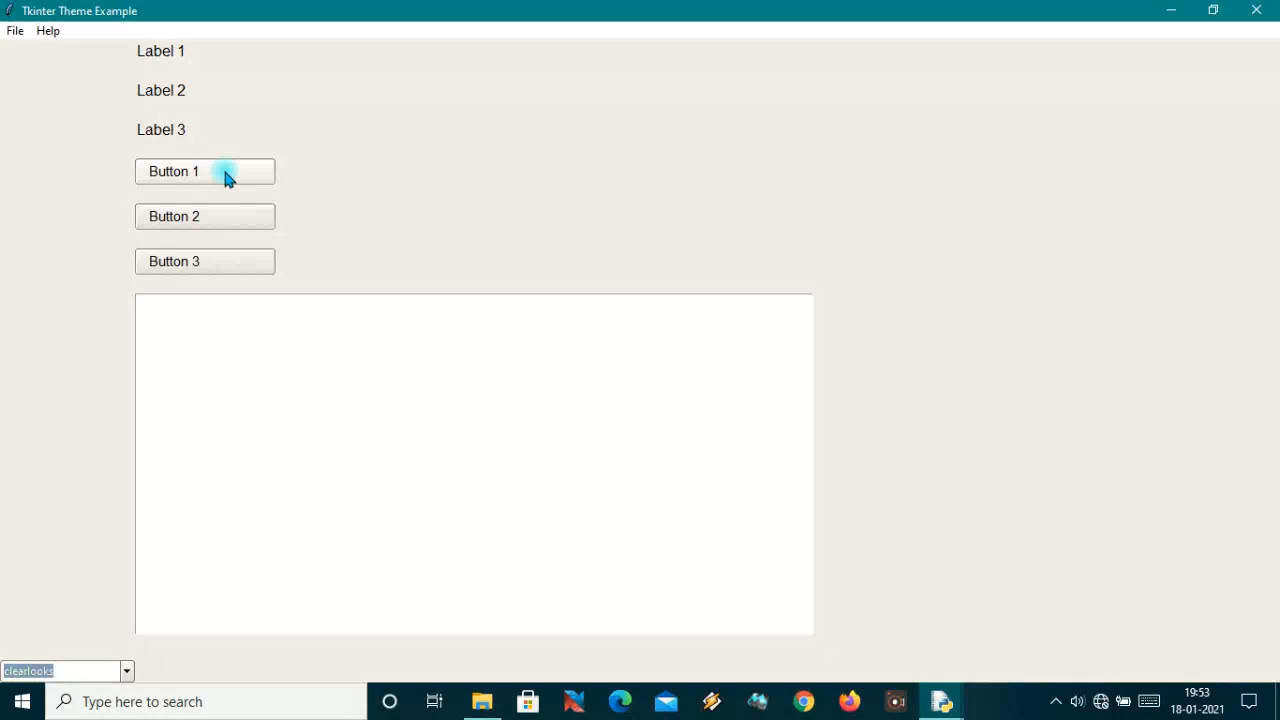 Tkinter Theme Example
File Help
Label 1
Label 2
Label 3
Button 1
Button 2
Button 3
clearlooks
Type here to search
19:53
18-01-2021